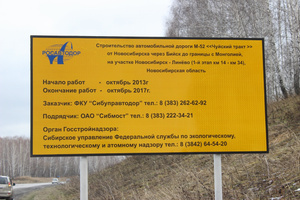 РОСАВТОДОР
Строительство автомобильной дороги М-52 <<Чуйский тракт >>
от Новосибирска через Бийск до границы с Монголией,
на участке Новосибирск - Линёво (1-й этап км 14 - км 34),
Новосибирская область
Начало работ - октябрь 2013г
Окончание работ - октябрь 2017г.
Заказчик: ФКУ "Сибуправтодор" тел.: 8 (383) 262-62-92
Подрядчик: ОАО "Сибмост" тел.: 8 (383) 222-34-21
Орган Госстройнадзора:
Сибирское управление Федеральной службы по экологическому,
технологическому и атомному надзору тел.: 8 (3842) 64-54-20